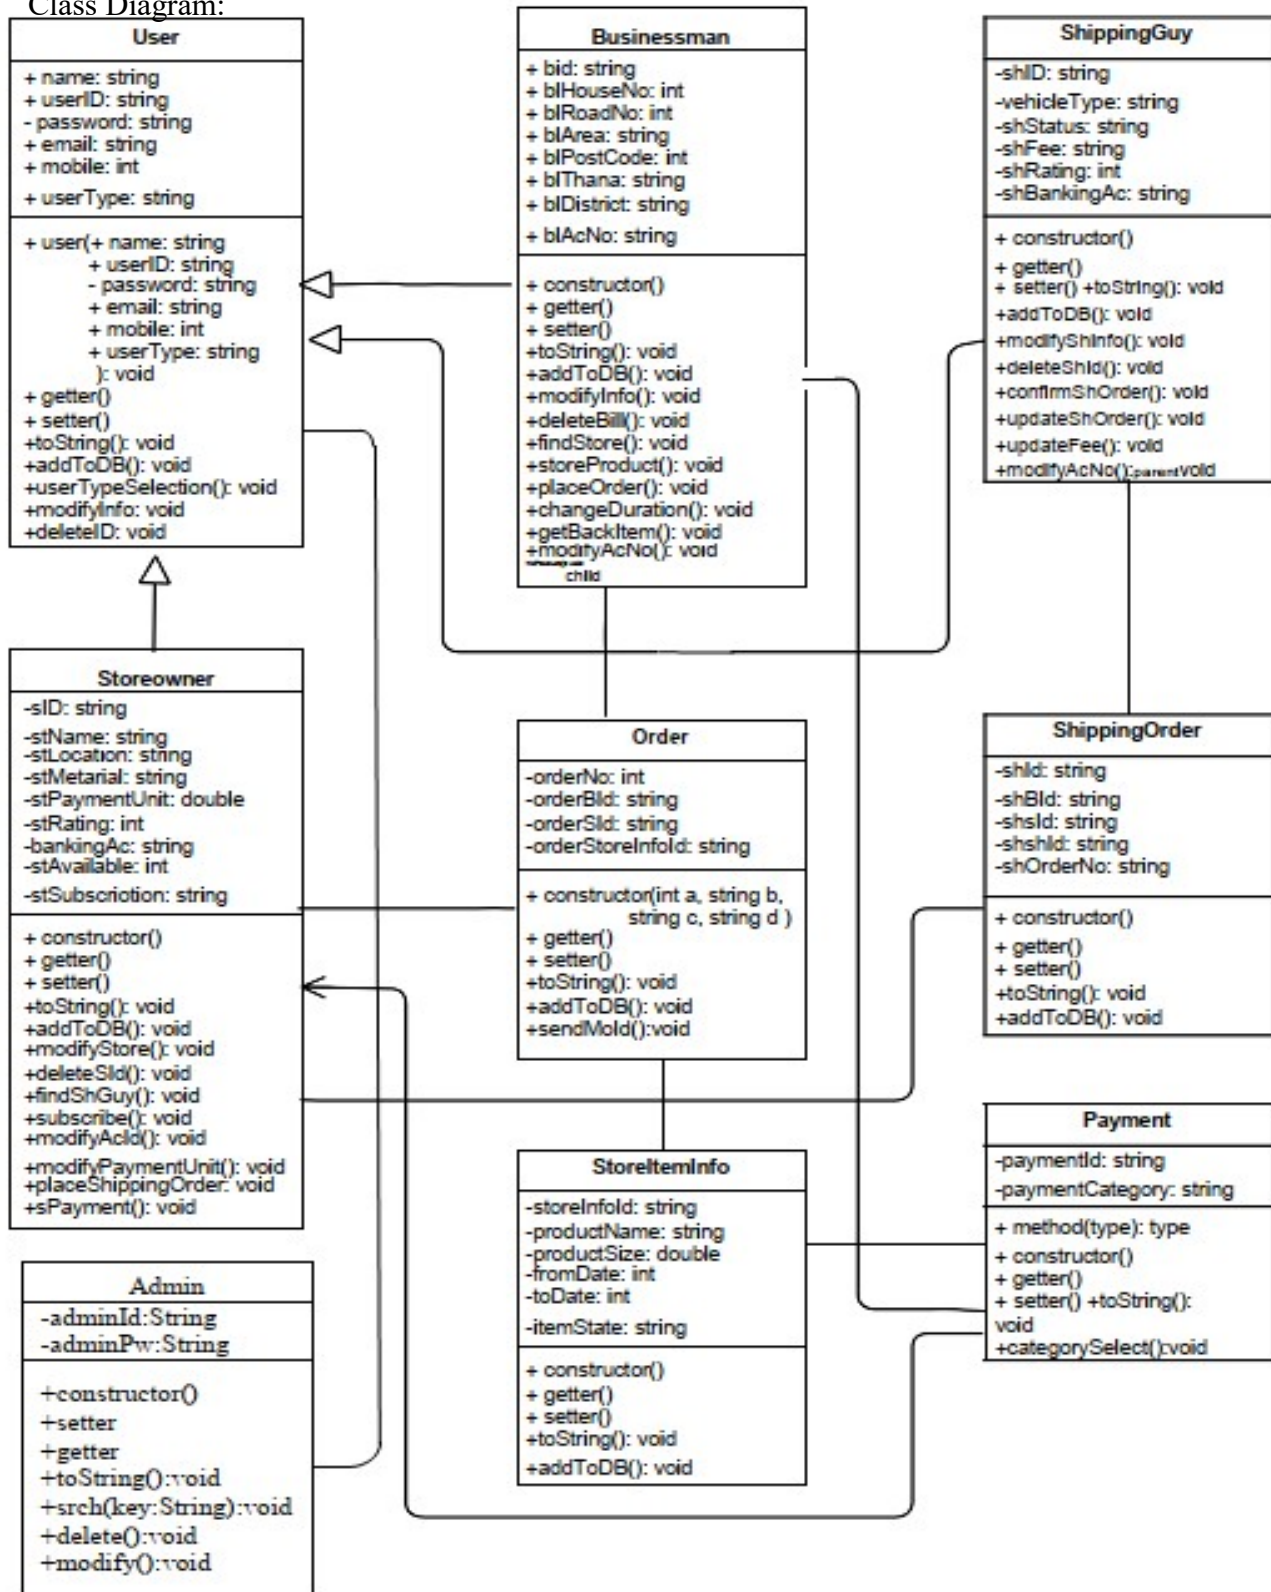 Class Diagram:
User
+ name: string
+ userID: string
- password: string
+ email: string
+ mobile: int
+ userType: string
+ user(+ name: string
+ userID: string
- password: string
+ email: string
+ mobile: int
+ userType: string
): void
+ getter()
+ setter()
+toString(): void
+addToDB(): void
+userTypeSelection(): void
+modifyInfo: void
+deleteID: void
Businessman
+ bid: string
+ blHouseNo: int
+ blRoadNo: int
+ blArea: string
+ blPostCode: int
+ blThana: string
+ blDistrict: string
+ blAcNo: string
+ constructor()
+ getter()
+ setter()
+toString(): void
+addToDB(): void
+modifyInfo(): void
+deleteBill(): void
+findStore(): void
+storeProduct(): void
+placeOrder(): void
+changeDuration(): void
+getBackItem(): void
+modifyAcNo(): void
child
ShippingGuy
-shID: string
-vehicleType: string
-shStatus: string
-shFee: string
-shRating: int
-shBankingAc: string
+ constructor()
+ getter()
+ setter() +toString(): void
+addToDB(): void
+modifyShInfo(): void
+deleteShId(): void
+confirmShOrder(): void
+updateShOrder(): void
+updateFee(): void
+modifyAcNo():parent void
Storeowner
-sID: string
-stName: string
-stLocation: string
-stMetarial: string
-stPaymentUnit: double
-stRating: int
-bankingAc: string
-stAvailable: int
-stSubscriotion: string
+ constructor()
+ getter()
+ setter()
+toString(): void
+addToDB(): void
+modifyStore(): void
+deleteSId(): void
+findShGuy(): void
+subscribe(): void
+modifyAcId(): void
+modifyPaymentUnit(): void
+placeShippingOrder: void
+sPayment(): void
Order
-orderNo: int
-orderBId: string
-orderSId: string
-orderStoreInfoId: string
+ constructor(int a, string b,
string c, string d )
+ getter()
+ setter()
+toString(): void
+addToDB(): void
+sendMoId():void
ShippingOrder
-shId: string
-shBId: string
-shsId: string
-shshId: string
-shOrderNo: string
+ constructor()
+ getter()
+ setter()
+toString(): void
+addToDB(): void
StoreItemInfo
-storeInfoId: string
-productName: string
-productSize: double
-fromDate: int
-toDate: int
-itemState: string
+ constructor()
+ getter()
+ setter()
+toString(): void
+addToDB(): void
Payment
-paymentId: string
-paymentCategory: string
+ method(type): type
+ constructor()
+ getter()
+ setter() +toString():
void
+categorySelect():void
Admin
-adminId:String
-adminPw:String
+constructor()
+setter
+getter
+toString():void
+srch(key:String):void
+delete():void
+modify():void